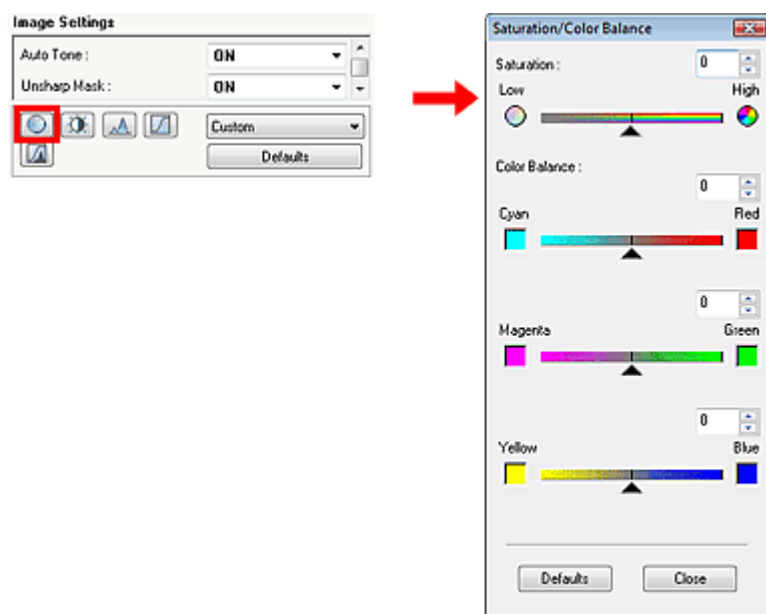 Image Settings
Auto Tone : ON
Unsharp Mask : ON
Custom
Defaults
Saturation/Color Balance
Saturation : 0
Low High
Color Balance :
0
Cyan Red
0
Magenta Green
0
Yellow Blue
Defaults Close